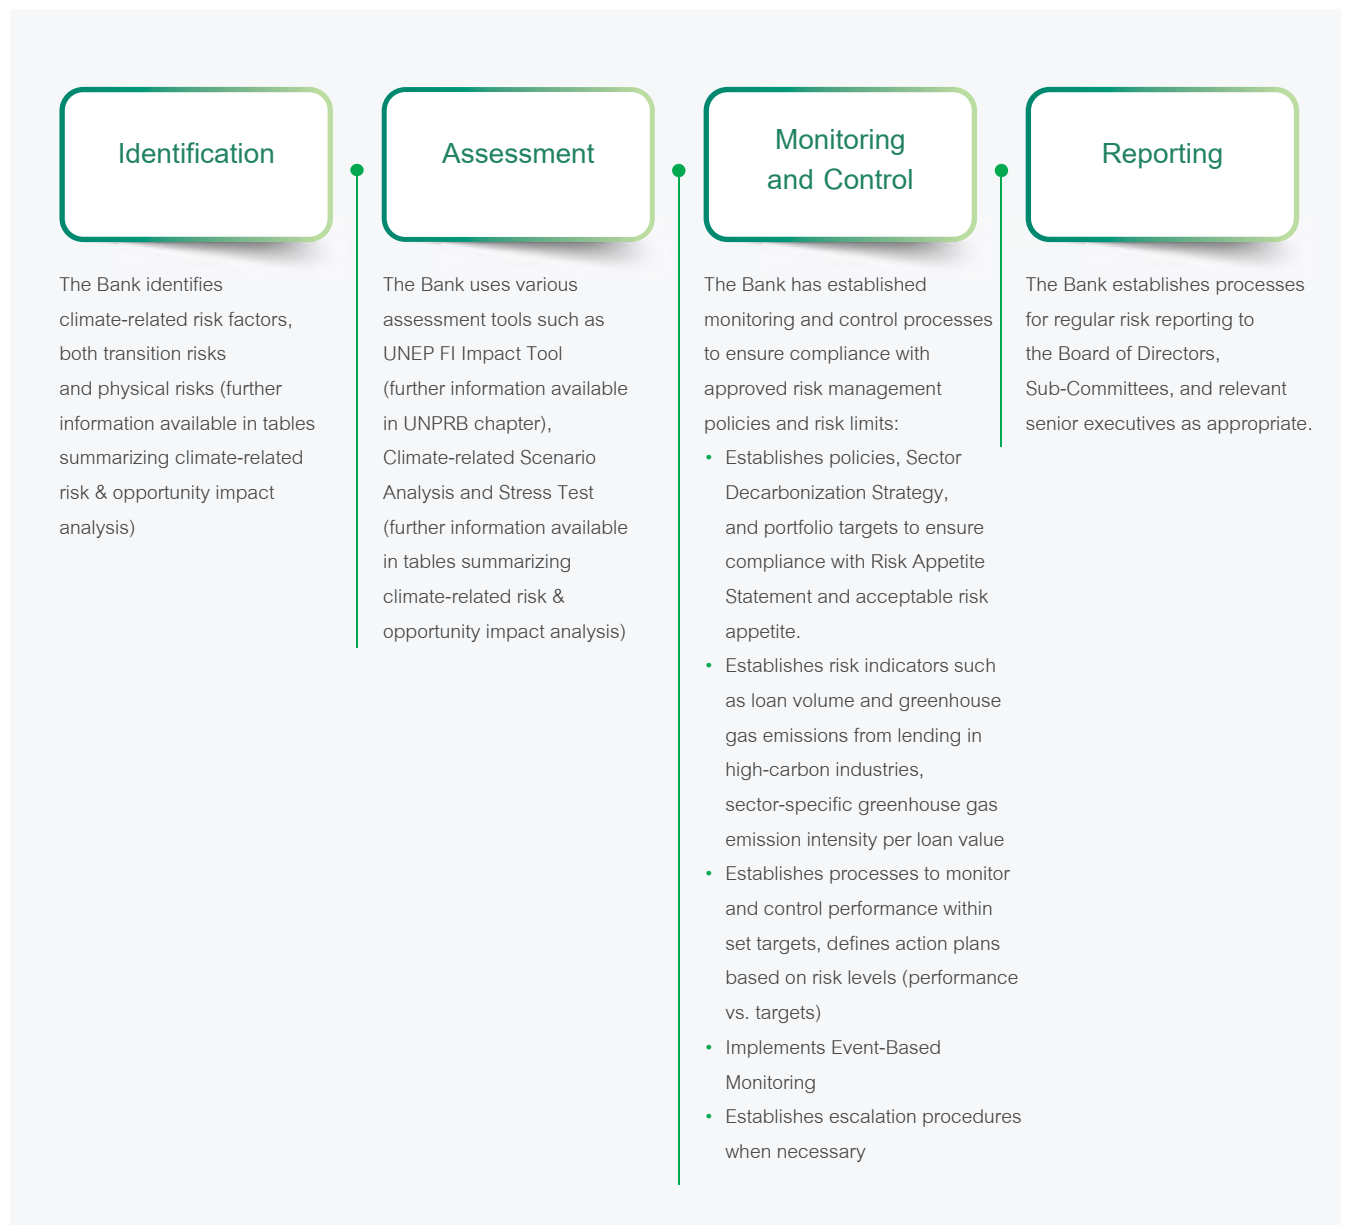 Identification
The Bank identifies
climate-related risk factors,
both transition risks
and physical risks (further
information available in tables
summarizing climate-related
risk & opportunity impact
analysis)
Assessment
The Bank uses various
assessment tools such as
UNEP FI Impact Tool
(further information available
in UNPRB chapter),
Climate-related Scenario
Analysis and Stress Test
(further information available
in tables summarizing
climate-related risk &
opportunity impact analysis)
Monitoring
and Control
The Bank has established
monitoring and control processes
to ensure compliance with
approved risk management
policies and risk limits:
• Establishes policies, Sector
Decarbonization Strategy,
and portfolio targets to ensure
compliance with Risk Appetite
Statement and acceptable risk
appetite.
• Establishes risk indicators such
as loan volume and greenhouse
gas emissions from lending in
high-carbon industries,
sector-specific greenhouse gas
emission intensity per loan value
• Establishes processes to monitor
and control performance within
set targets, defines action plans
based on risk levels (performance
vs. targets)
• Implements Event-Based
Monitoring
• Establishes escalation procedures
when necessary
Reporting
The Bank establishes processes
for regular risk reporting to
the Board of Directors,
Sub-Committees, and relevant
senior executives as appropriate.